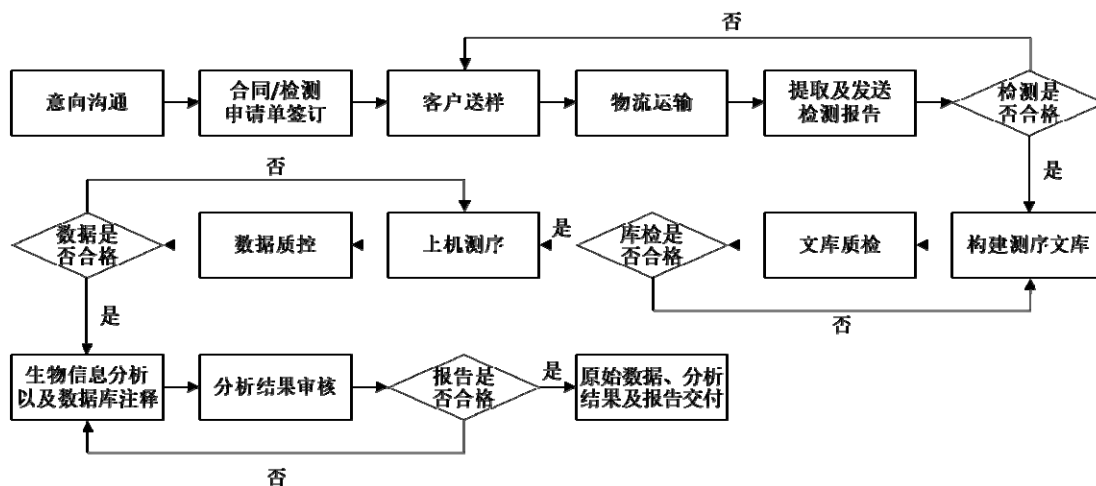 否
意向沟通
合同/检测
申请单签订
客户送样
物流运输
提取及发送
检测报告
检测是
否合格
是
否
数据是
否合格
数据质控
上机测序
是
库检是
否合格
文库质检
构建测序文库
否
是
生物信息分析
以及数据库注释
分析结果审核
报告是
否合格
是
原始数据、分析
结果及报告交付
否